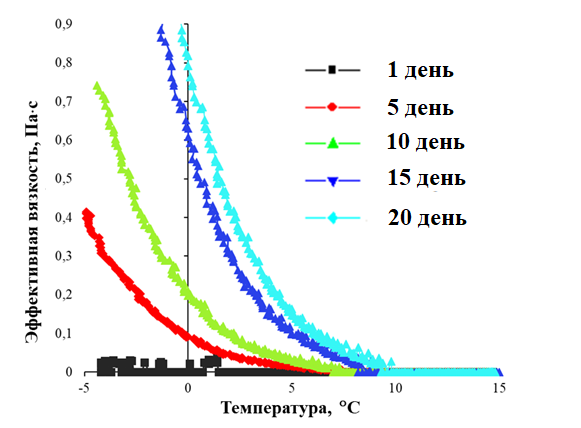 0,9
0,8
0,7
0,6
0,5
0,4
0,3
0,2
0,1
0
Эффективная вязкость, Па·с
1 день
5 день
10 день
15 день
20 день
-5 0 5 10 15
Температура, °С